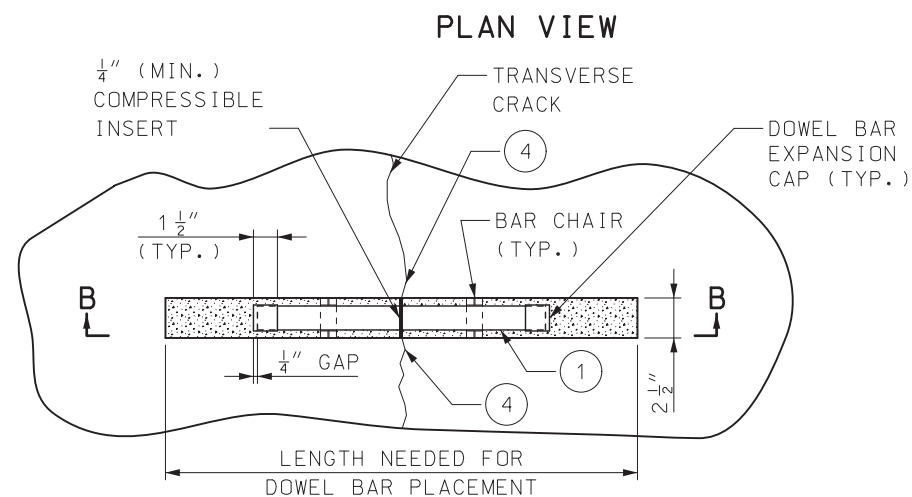 PLAN VIEW
1/4" (MIN.)
COMPRESSIBLE
INSERT
TRANSVERSE
CRACK
4
DOWEL BAR
EXPANSION
CAP (TYP.)
1 1/2"
(TYP.)
BAR CHAIR
(TYP.)
B
B
1/4" GAP
1
2 1/2"
4
LENGTH NEEDED FOR
DOWEL BAR PLACEMENT